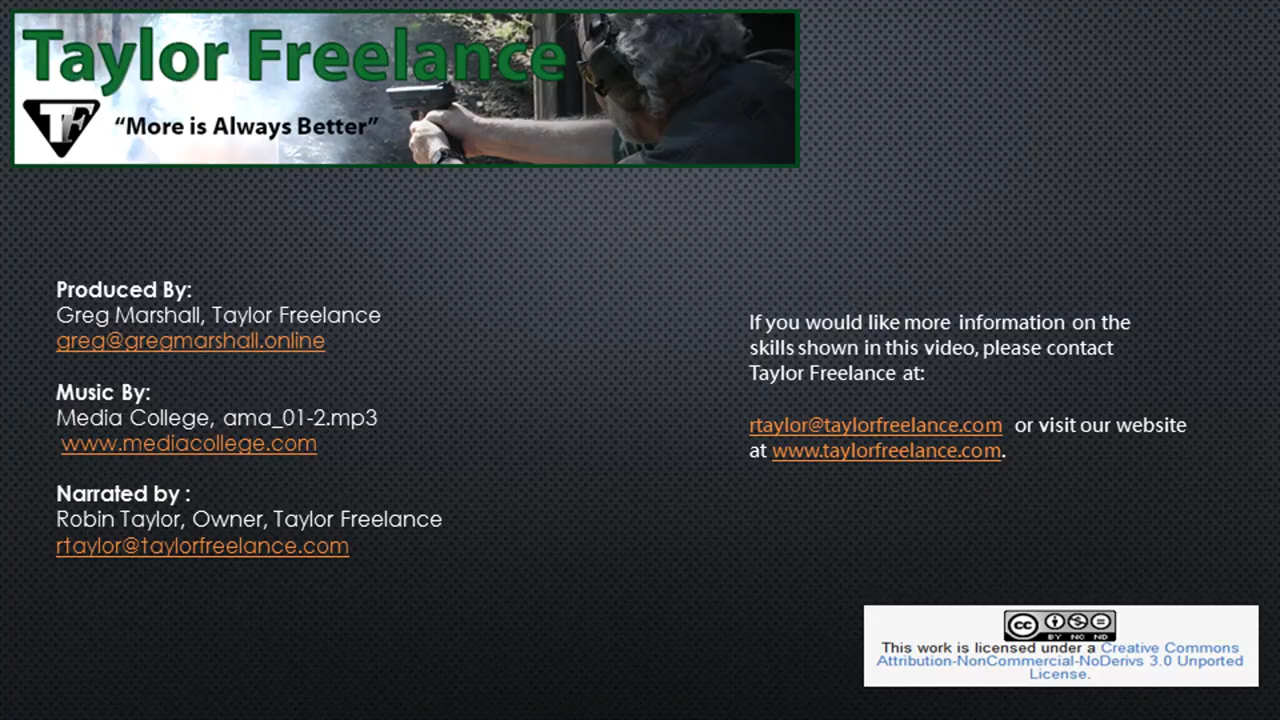 Taylor Freelance
TF
“More is Always Better”
Produced By:
Greg Marshall, Taylor Freelance
greg@gregmarshall.online
Music By:
Media College, ama_01-2.mp3
www.mediacollege.com
Narrated by :
Robin Taylor, Owner, Taylor Freelance
rtaylor@taylorfreelance.com
If you would like more information on the
skills shown in this video, please contact
Taylor Freelance at:
rtaylor@taylorfreelance.com or visit our website
at www.taylorfreelance.com.
cc
BY NC ND
This work is licensed under a Creative Commons
Attribution-NonCommercial-NoDerivs 3.0 Unported
License.